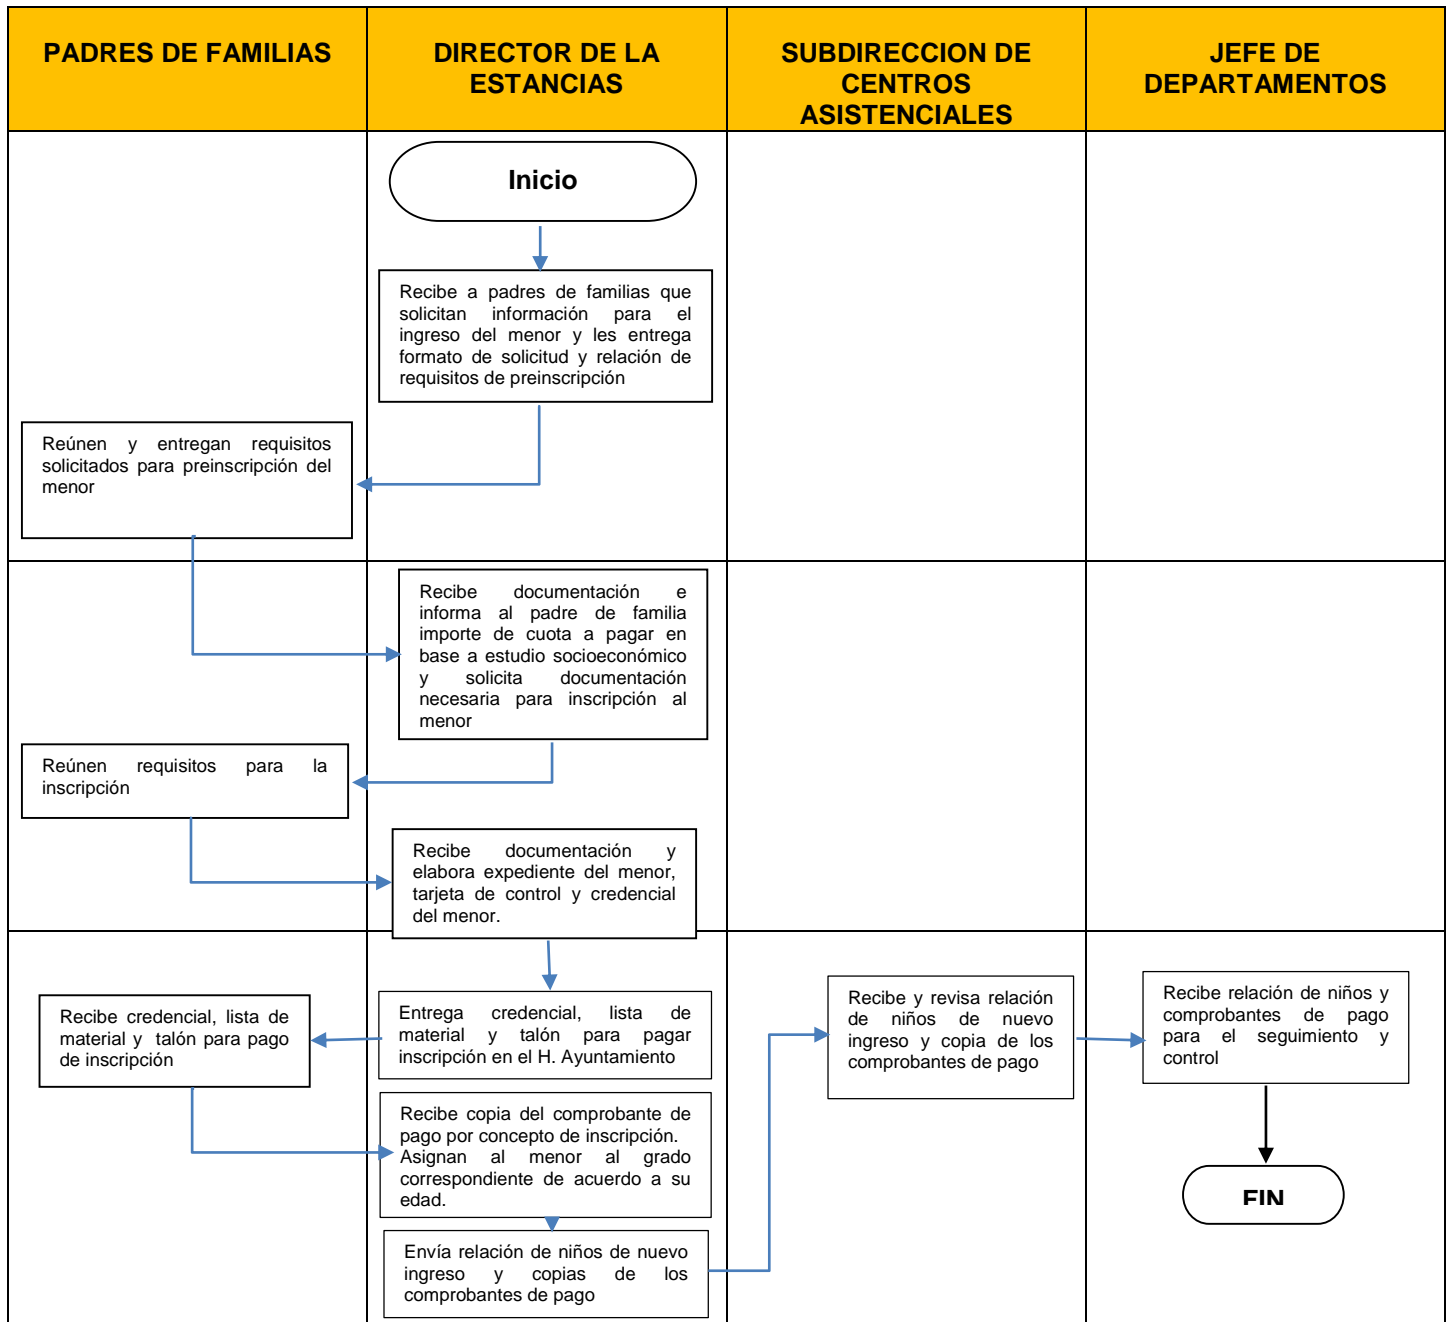 PADRES DE FAMILIAS
DIRECTOR DE LA
ESTANCIAS
SUBDIRECCION DE
CENTROS
ASISTENCIALES
JEFE DE
DEPARTAMENTOS
Inicio
Recibe a padres de familias que
solicitan información para el
ingreso del menor y les entrega
formato de solicitud y relación de
requisitos de preinscripción
Reúnen y entregan requisitos
solicitados para preinscripción del
menor
Recibe documentación e
informa al padre de familia
importe de cuota a pagar en
base a estudio socioeconómico
y solicita documentación
necesaria para inscripción al
menor
Reúnen requisitos para la
inscripción
Recibe documentación y
elabora expediente del menor,
tarjeta de control y credencial
del menor.
Entrega credencial, lista de
material y talón para pagar
inscripción en el H. Ayuntamiento
Recibe credencial, lista de
material y talón para pago
de inscripción
Recibe copia del comprobante de
pago por concepto de inscripción.
Asignan al menor al grado
correspondiente de acuerdo a su
edad.
Envía relación de niños de nuevo
ingreso y copias de los
comprobantes de pago
Recibe y revisa relación
de niños de nuevo
ingreso y copia de los
comprobantes de pago
Recibe relación de niños y
comprobantes de pago
para el seguimiento y
control
FIN